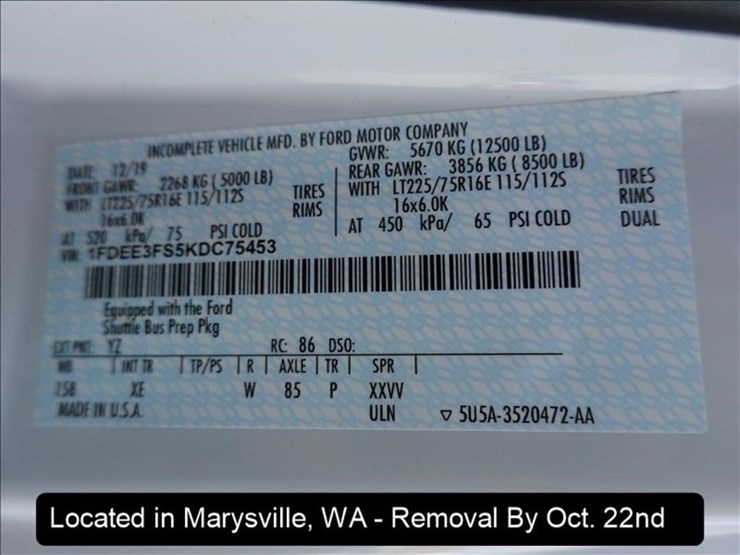 INCOMPLETE VEHICLE MFD. BY FORD MOTOR COMPANY
DATE 12/19
GVWR: 5670 KG (12500 LB)
FRONT GAWR: 2268 KG ( 5000 LB)
REAR GAWR: 3856 KG ( 8500 LB)
WITH LT225/75R16E 115/112S TIRES
WITH LT225/75R16E 115/112S TIRES
16x6.0K RIMS
16x6.0K RIMS
AT 520 kPa/ 75 PSI COLD
AT 450 kPa/ 65 PSI COLD DUAL
VIN: 1FDEE3FS5KDC75453
Equipped with the Ford
Shuttle Bus Prep Pkg
EXT PNT: YZ RC: 86 DSO:
WB INT TR TP/PS R AXLE TR SPR
158 XE W 85 P XXVV
MADE IN U.S.A. ULN ▽ 5U5A-3520472-AA
Located in Marysville, WA - Removal By Oct. 22nd